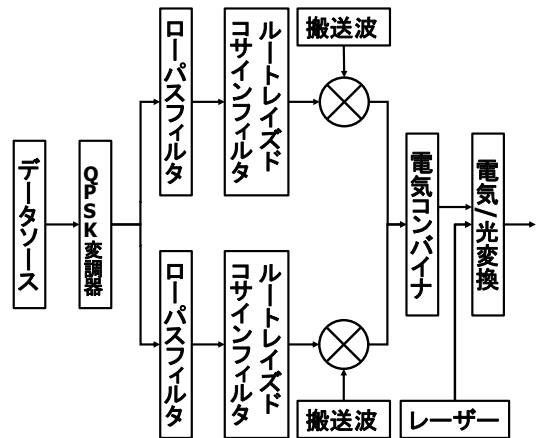 データソース
QPSK変調器
ローパスフィルタ
ルートレイズド
コサインフィルタ
搬送波
ローパスフィルタ
ルートレイズド
コサインフィルタ
搬送波
電気コンバイナ
電気/光変換
レーザー